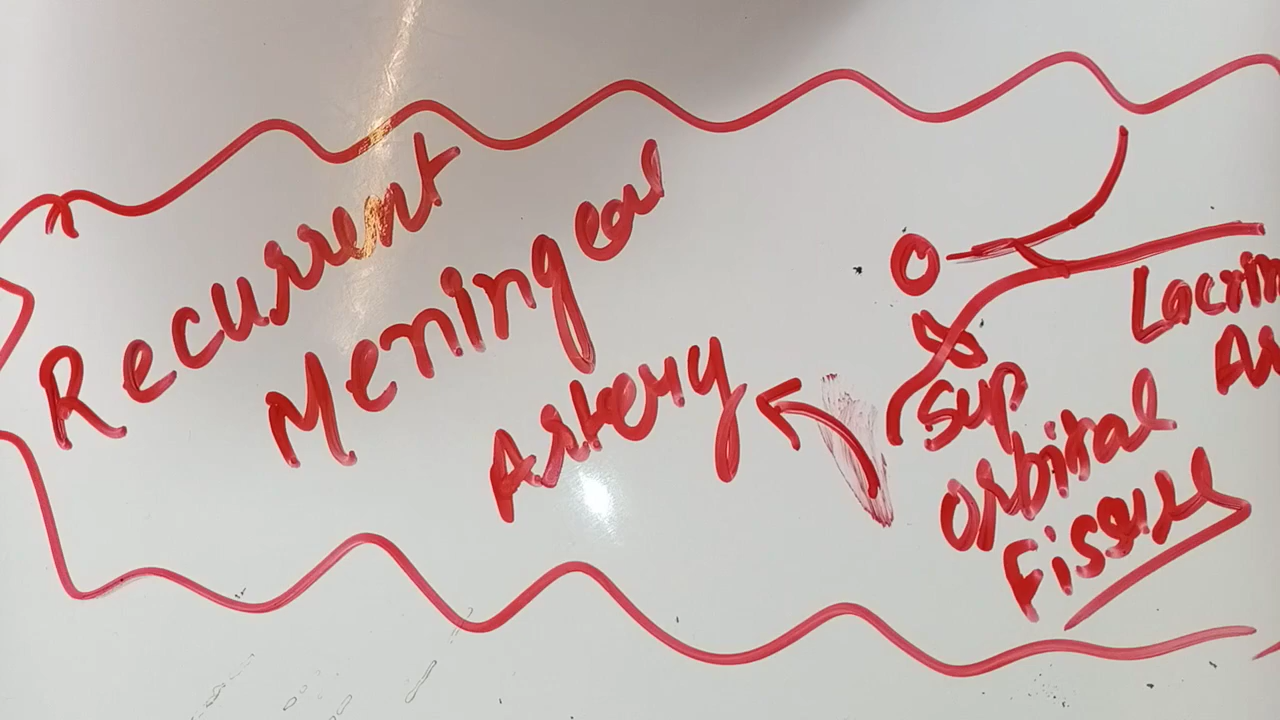 Recurrent
Meningeal
Artery
Sup
Orbital
Fissure
Lacrim